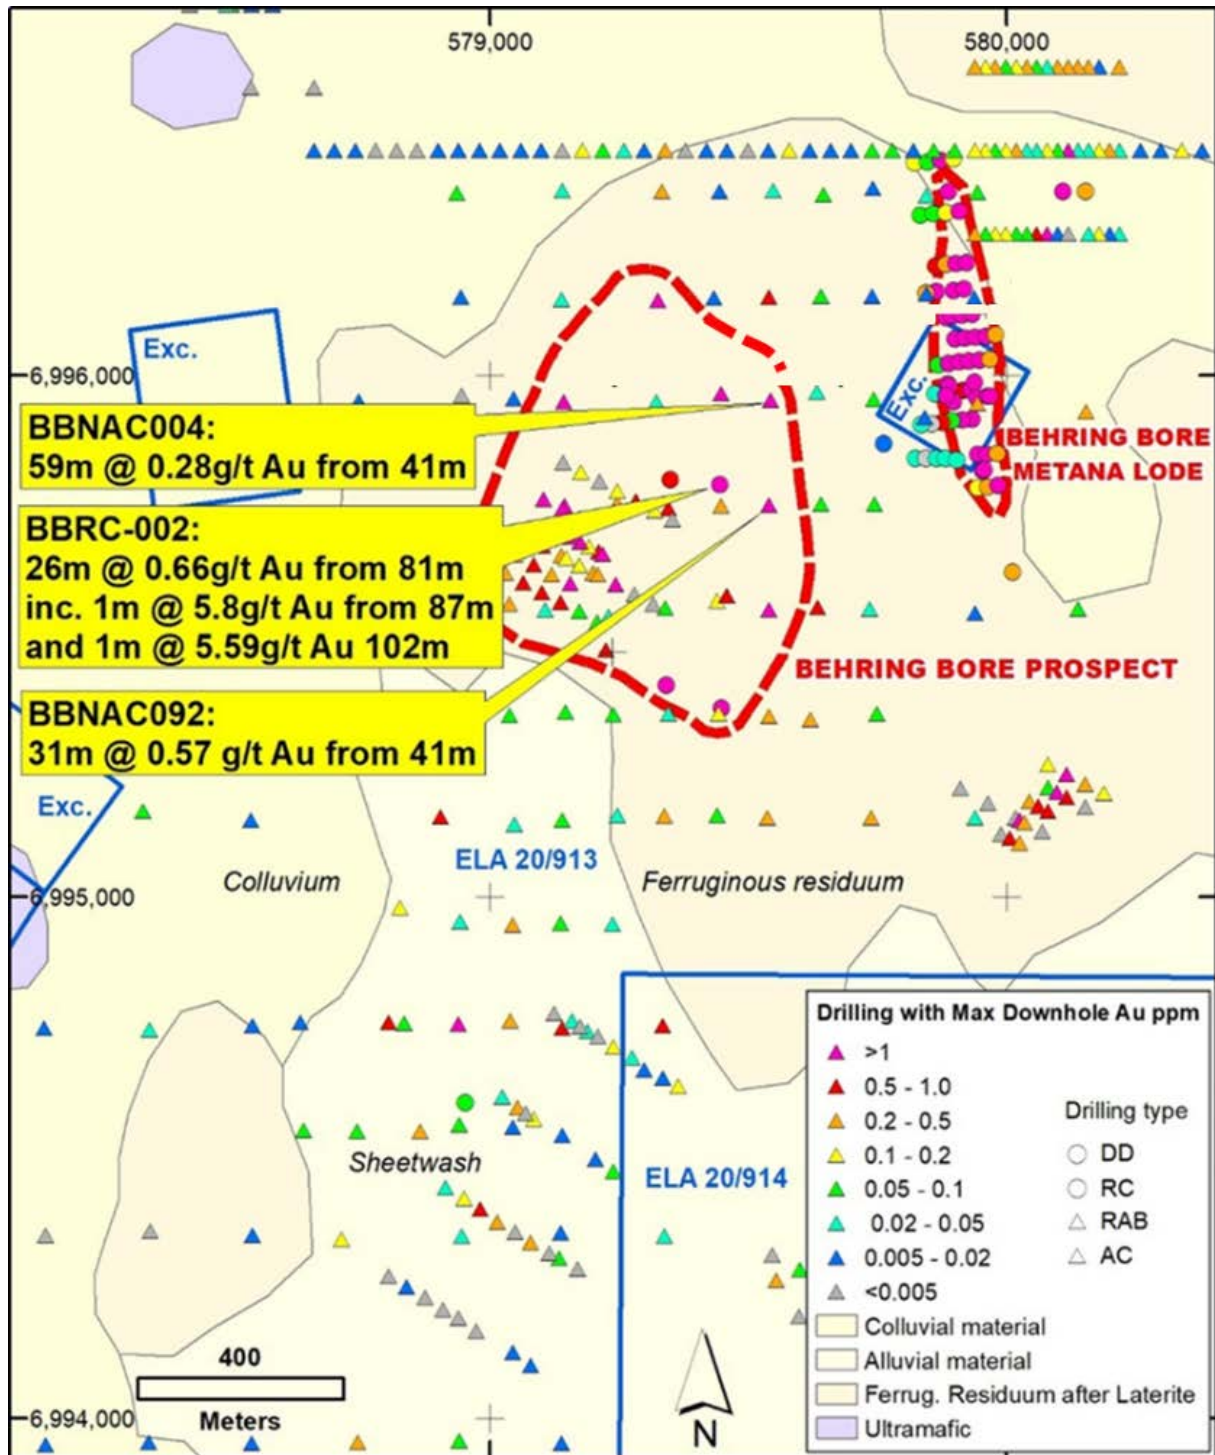 579,000
580,000
Exc.
6,996,000
Exc.
BBNAC004:
59m @ 0.28g/t Au from 41m
BEHRING BORE
METANA LODE
BBRC-002:
26m @ 0.66g/t Au from 81m
inc. 1m @ 5.8g/t Au from 87m
and 1m @ 5.59g/t Au 102m
BEHRING BORE PROSPECT
BBNAC092:
31m @ 0.57 g/t Au from 41m
Exc.
ELA 20/913
Colluvium
Ferruginous residuum
6,995,000
Sheetwash
ELA 20/914
Drilling with Max Downhole Au ppm
>1
0.5 - 1.0
0.2 - 0.5
0.1 - 0.2
0.05 - 0.1
0.02 - 0.05
0.005 - 0.02
<0.005
Drilling type
DD
RC
RAB
AC
Colluvial material
Alluvial material
Ferrug. Residuum after Laterite
Ultramafic
400
Meters
N
6,994,000